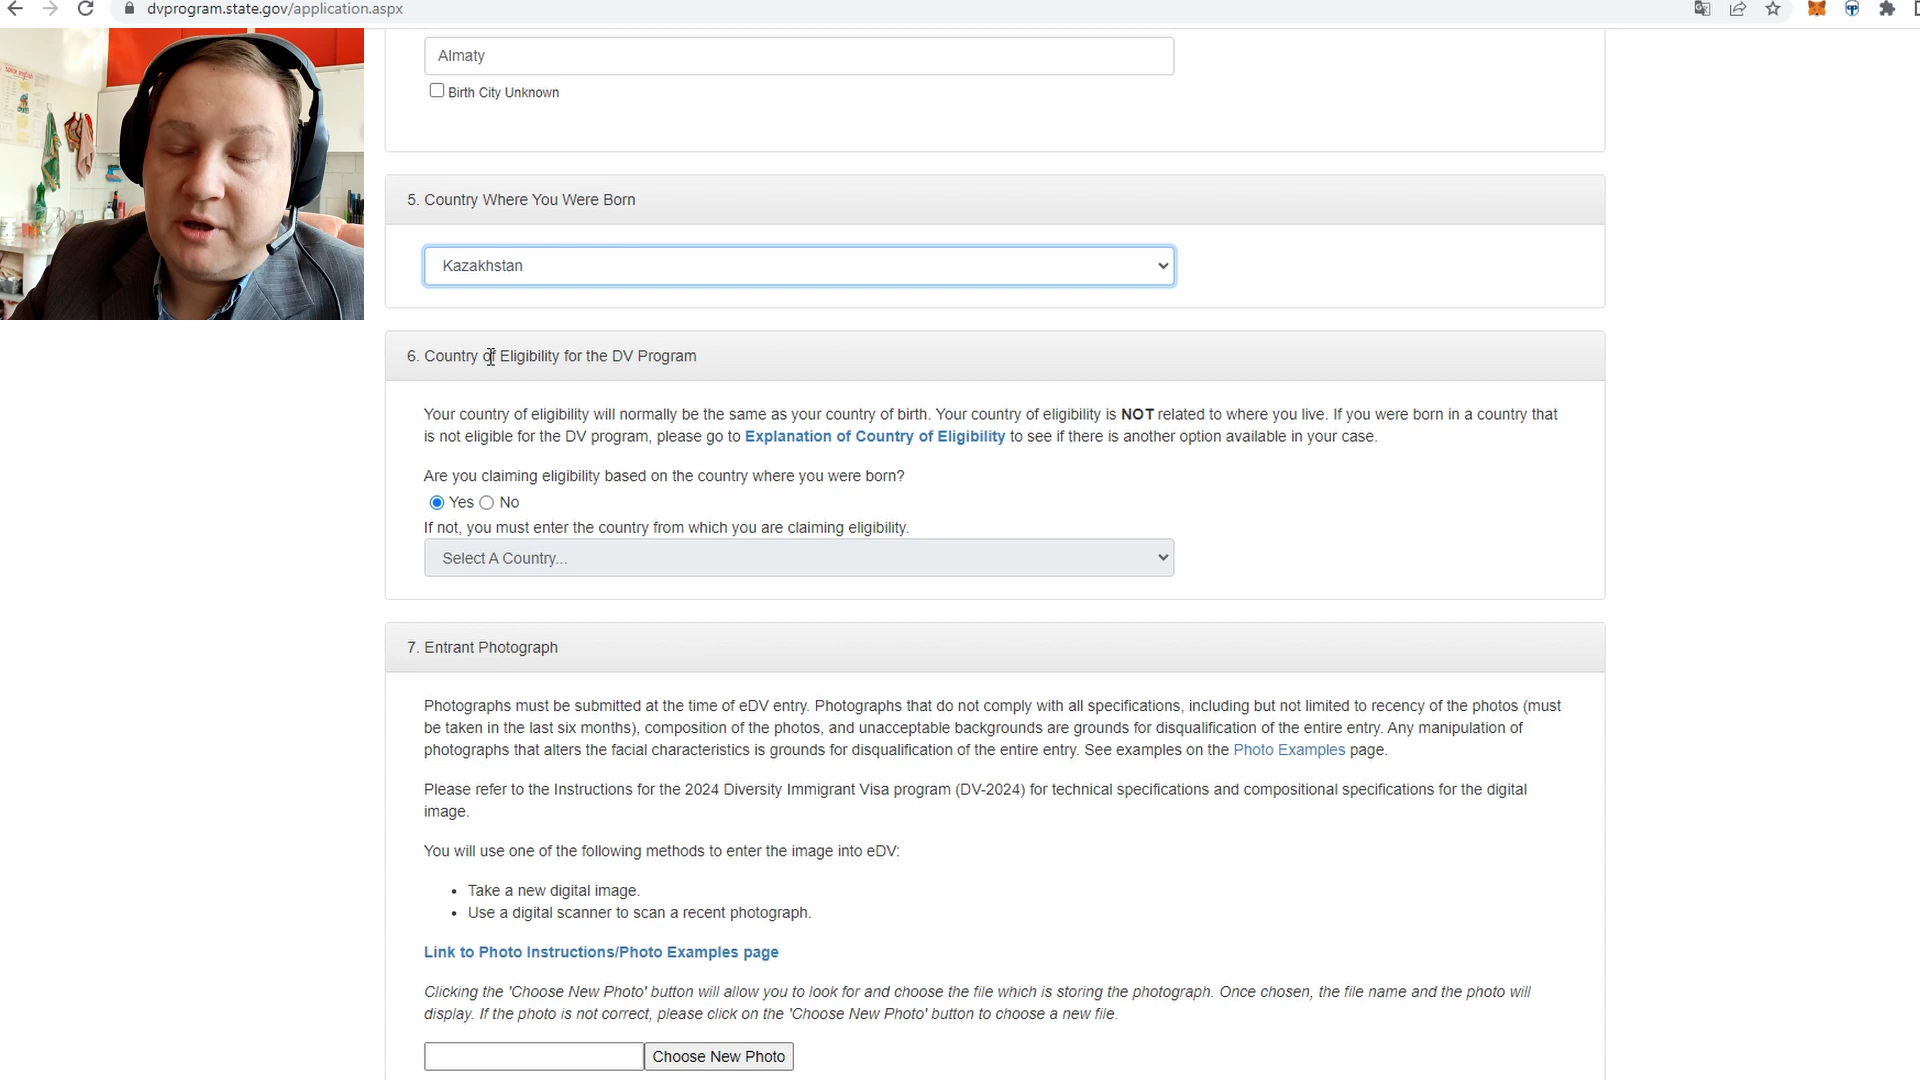 dvprogram.state.gov/application.aspx
Almaty
Birth City Unknown
5. Country Where You Were Born
Kazakhstan
6. Country of Eligibility for the DV Program
Your country of eligibility will normally be the same as your country of birth. Your country of eligibility is NOT related to where you live. If you were born in a country that
is not eligible for the DV program, please go to Explanation of Country of Eligibility to see if there is another option available in your case.
Are you claiming eligibility based on the country where you were born?
Yes No
If not, you must enter the country from which you are claiming eligibility.
Select A Country...
7. Entrant Photograph
Photographs must be submitted at the time of eDV entry. Photographs that do not comply with all specifications, including but not limited to recency of the photos (must
be taken in the last six months), composition of the photos, and unacceptable backgrounds are grounds for disqualification of the entire entry. Any manipulation of
photographs that alters the facial characteristics is grounds for disqualification of the entire entry. See examples on the Photo Examples page.
Please refer to the Instructions for the 2024 Diversity Immigrant Visa program (DV-2024) for technical specifications and compositional specifications for the digital
image.
You will use one of the following methods to enter the image into eDV:
• Take a new digital image.
• Use a digital scanner to scan a recent photograph.
Link to Photo Instructions/Photo Examples page
Clicking the 'Choose New Photo' button will allow you to look for and choose the file which is storing the photograph. Once chosen, the file name and the photo will
display. If the photo is not correct, please click on the 'Choose New Photo' button to choose a new file.
Choose New Photo